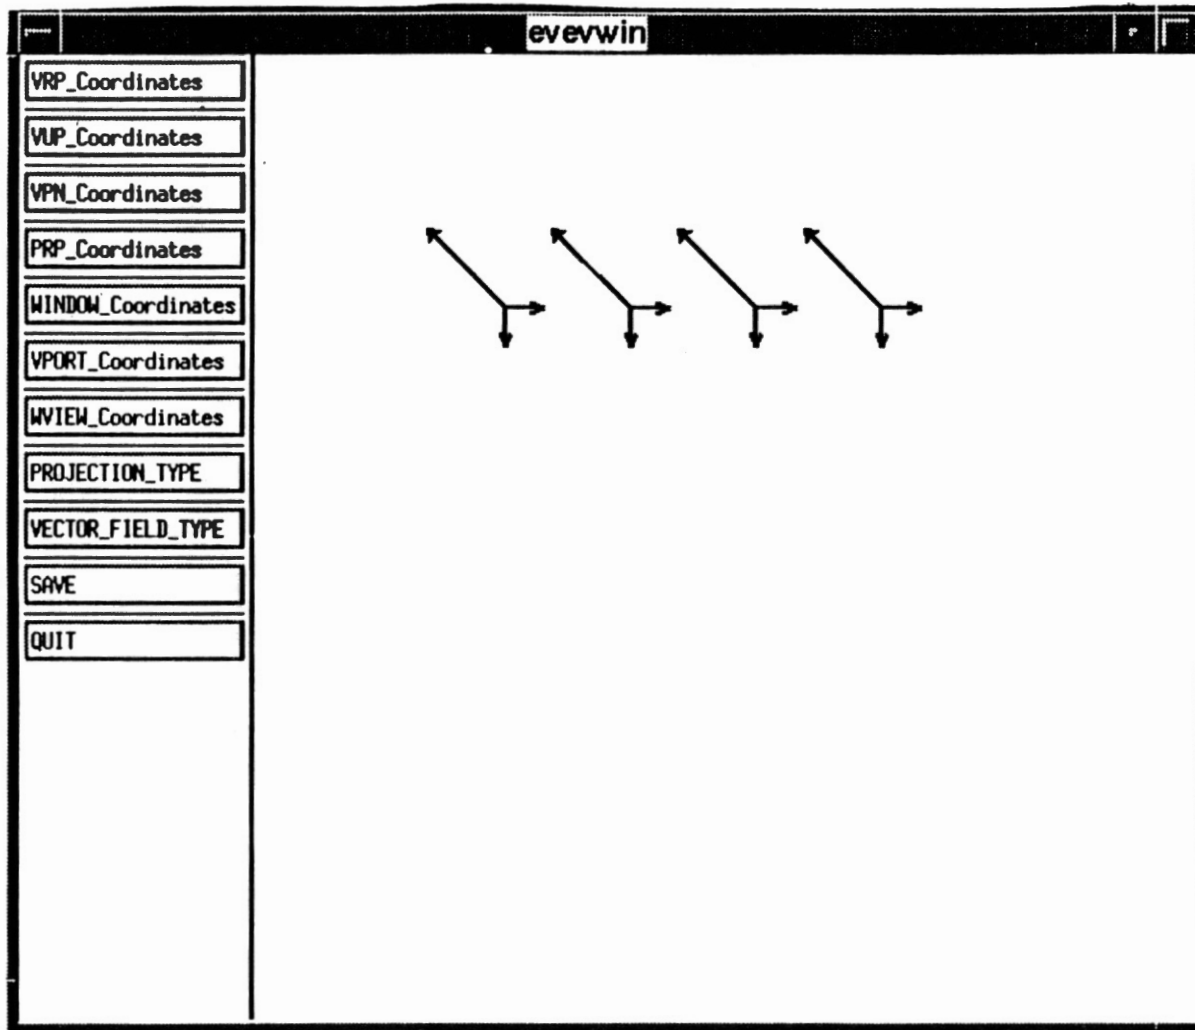 evevwin
VRP_Coordinates
VUP_Coordinates
VPN_Coordinates
PRP_Coordinates
WINDOW_Coordinates
VPORT_Coordinates
WVIEW_Coordinates
PROJECTION_TYPE
VECTOR_FIELD_TYPE
SAVE
QUIT